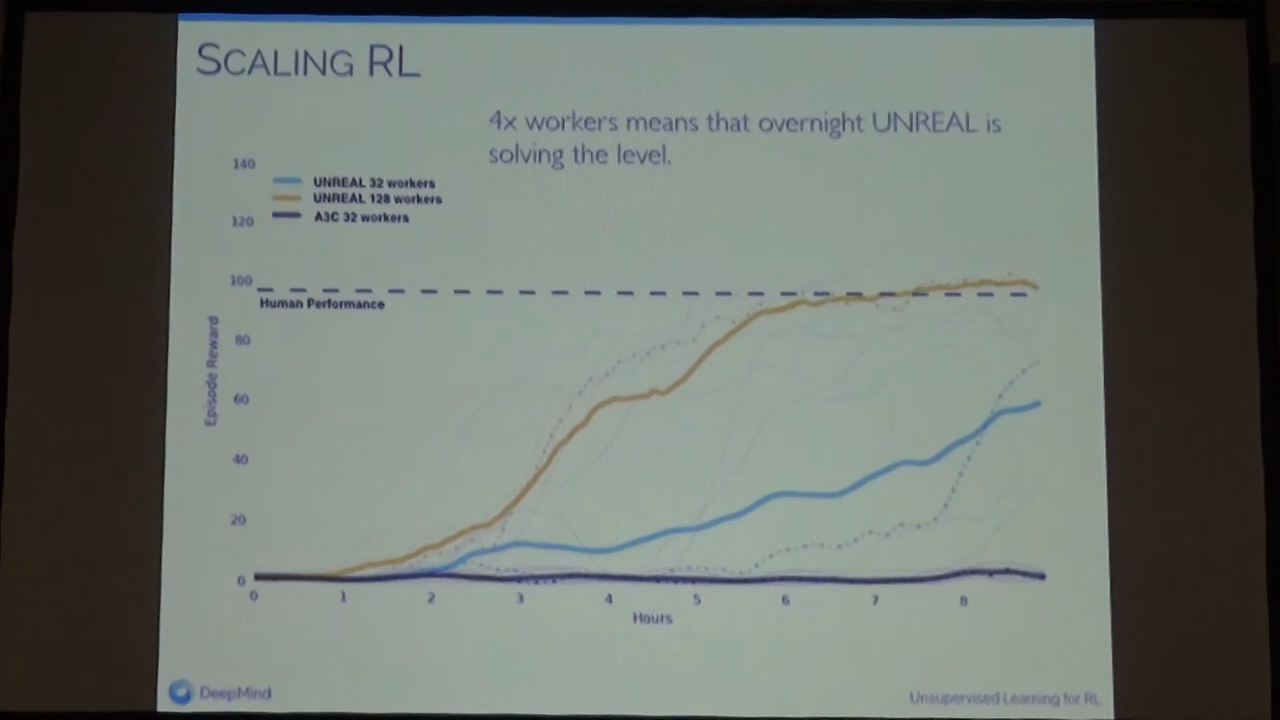 SCALING RL
4x workers means that overnight UNREAL is
solving the level.
140
UNREAL 32 workers
UNREAL 128 workers
A3C 32 workers
120
100
Human Performance
80
Episode Reward
60
40
20
0
0 1 2 3 4 5 6 7 8
Hours
DeepMind
Unsupervised Learning for RL